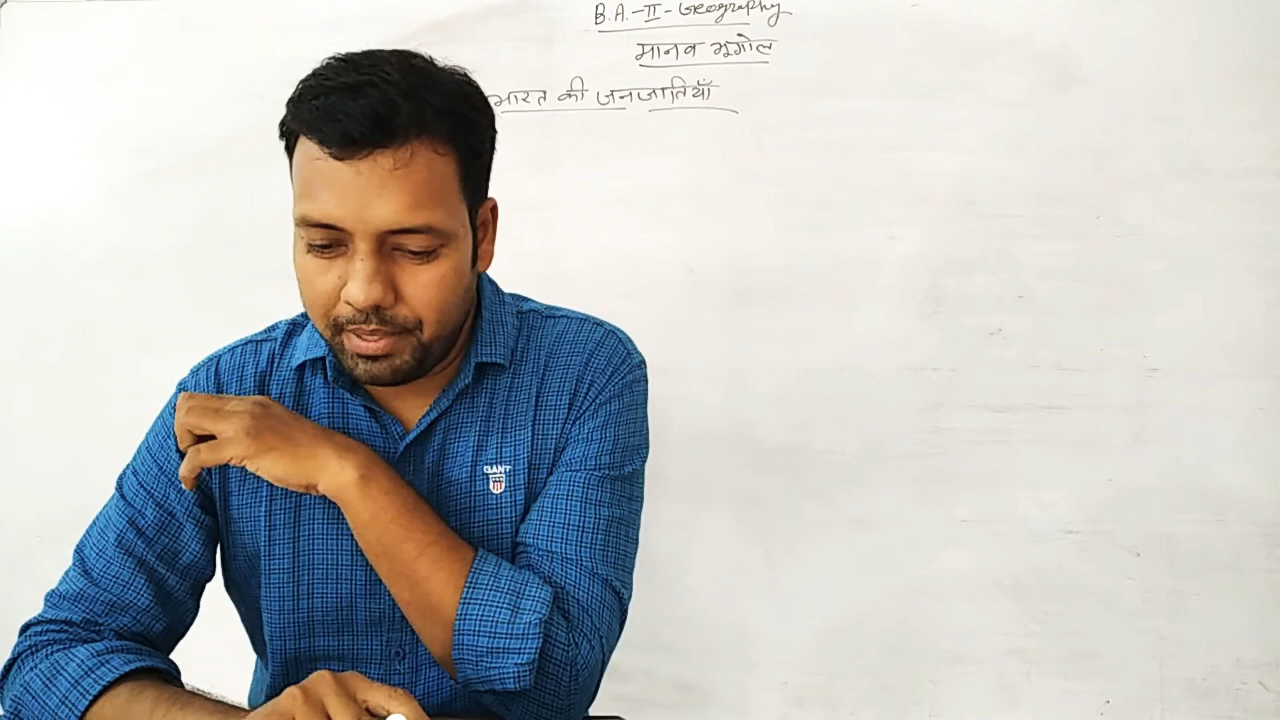 B.A.-II-Geography
मानव भूगोल
भारत की जनजातियाँ
GANT